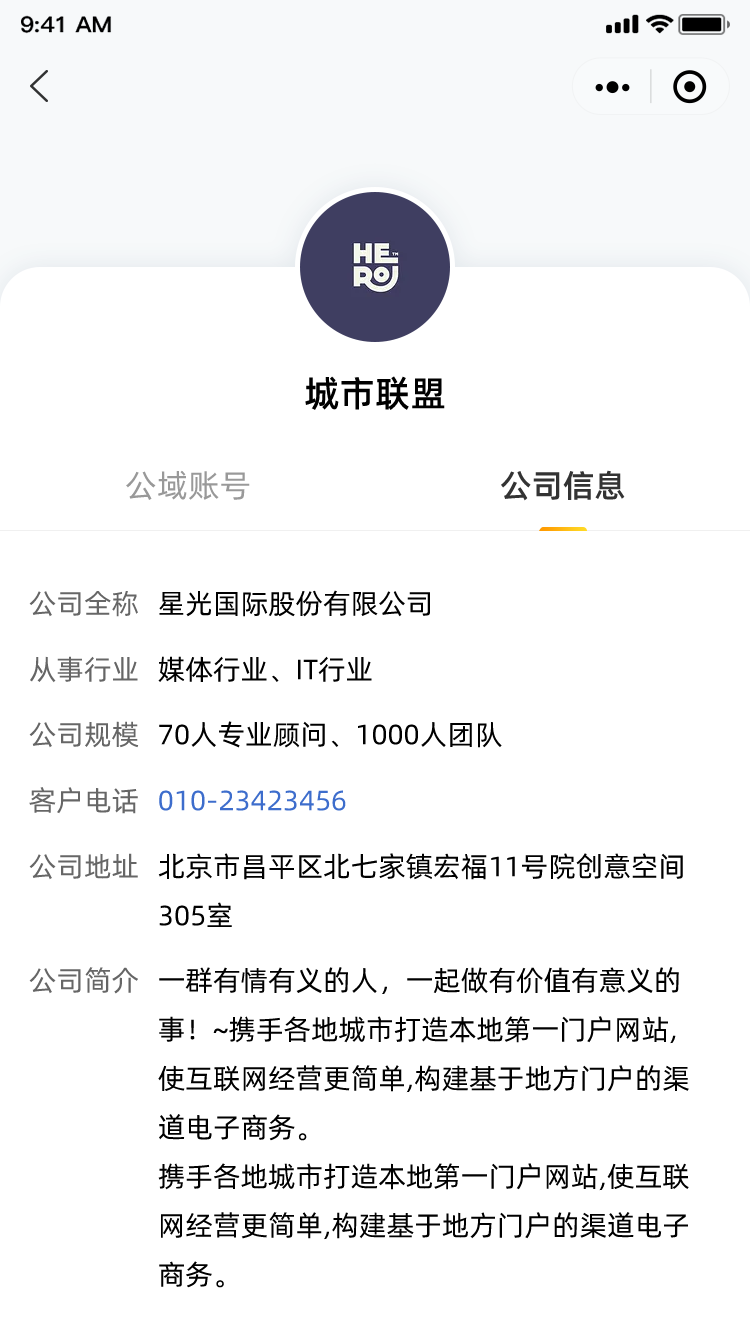 9:41 AM
HE
RO
TM
城市联盟
公域账号
公司信息
公司全称 星光国际股份有限公司
从事行业 媒体行业、IT行业
公司规模 70人专业顾问、1000人团队
客户电话 010-23423456
公司地址 北京市昌平区北七家镇宏福11号院创意空间
305室
公司简介 一群有情有义的人，一起做有价值有意义的
事！~携手各地城市打造本地第一门户网站,
使互联网经营更简单,构建基于地方门户的渠
道电子商务。
携手各地城市打造本地第一门户网站,使互联
网经营更简单,构建基于地方门户的渠道电子
商务。